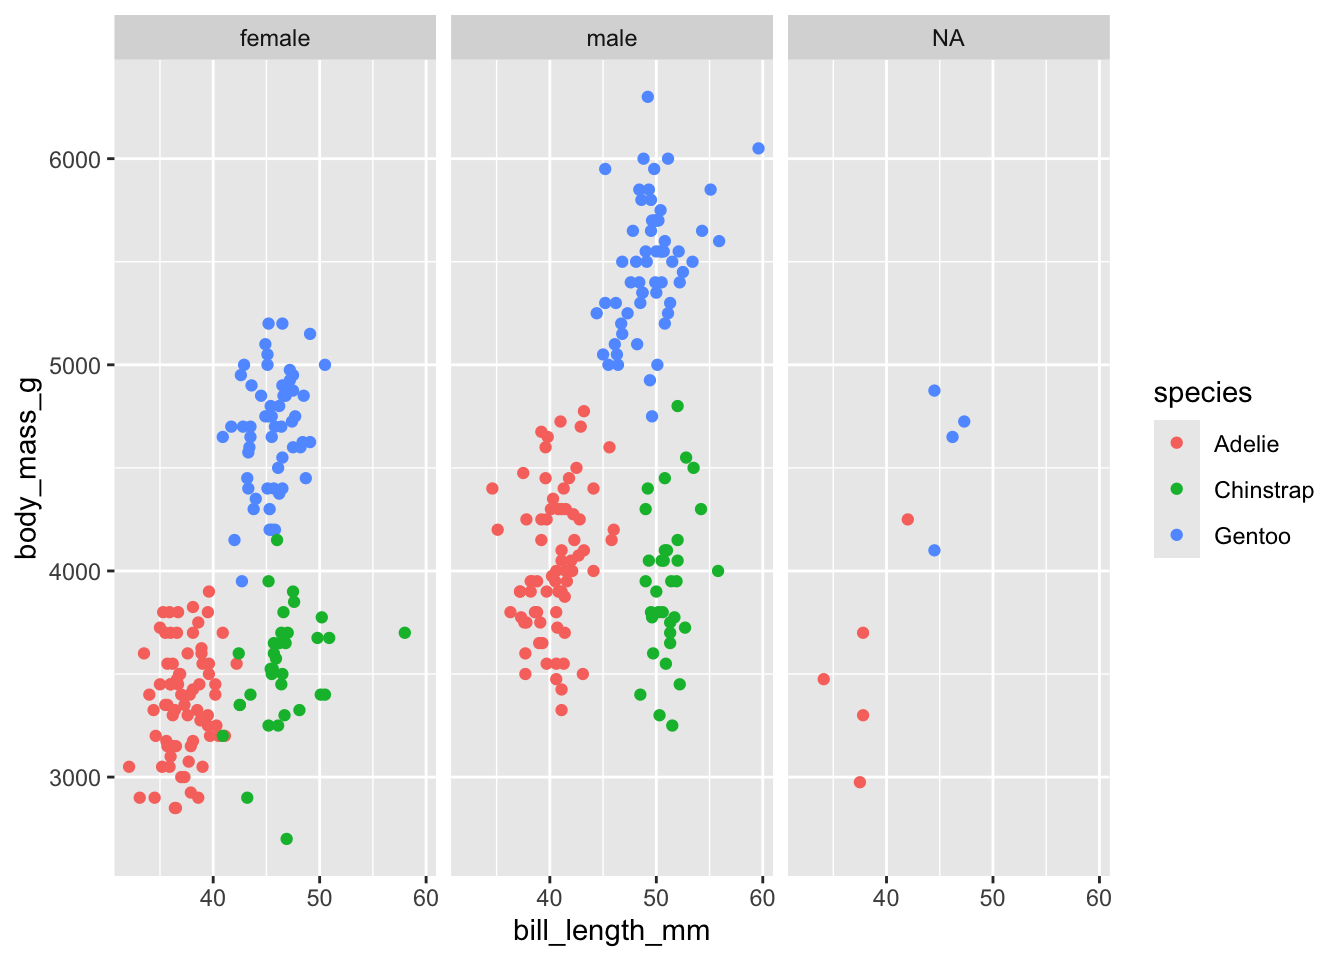 female male NA
6000
5000
4000
3000
body_mass_g
40 50 60 40 50 60 40 50 60
bill_length_mm
species
Adelie
Chinstrap
Gentoo